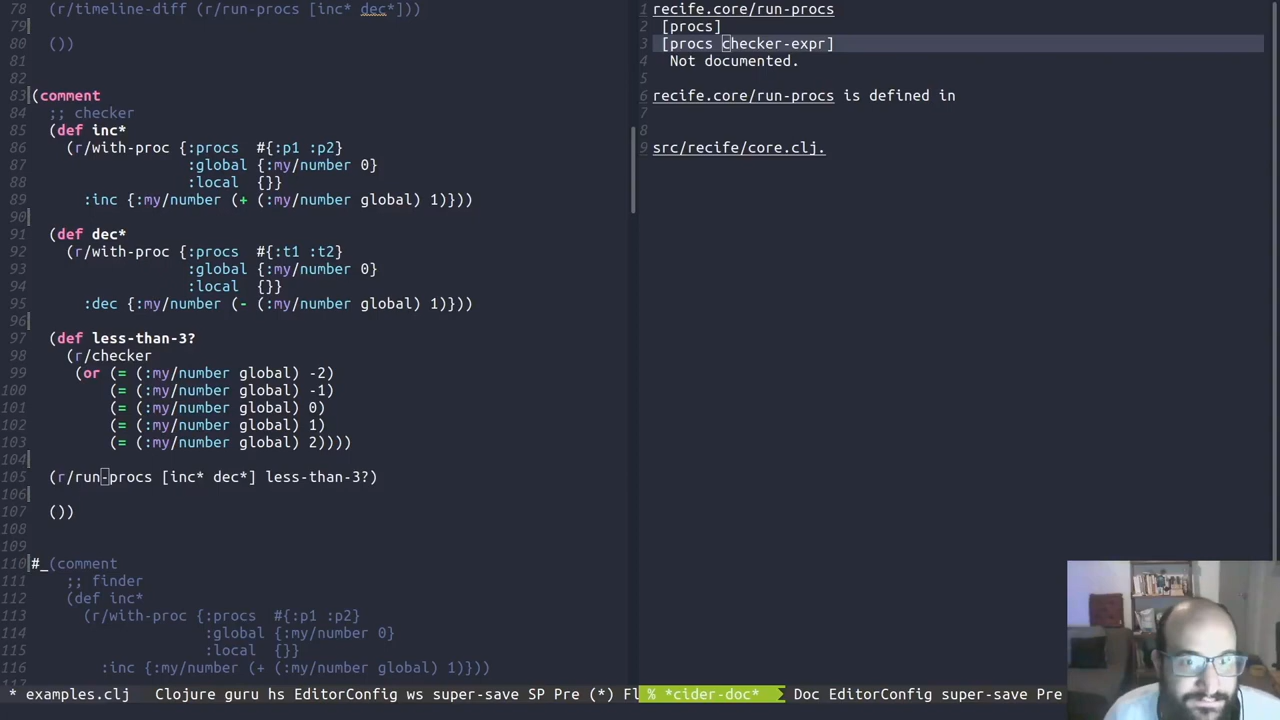 78 (r/timeline-diff (r/run-procs [inc* dec*]))
79
80 ())
81
82
83 (comment
84 ;; checker
85 (def inc*
86 (r/with-proc {:procs #{:p1 :p2}
87 :global {:my/number 0}
88 :local {}}
89 :inc {:my/number (+ (:my/number global) 1)}))
90
91 (def dec*
92 (r/with-proc {:procs #{:t1 :t2}
93 :global {:my/number 0}
94 :local {}}
95 :dec {:my/number (- (:my/number global) 1)}))
96
97 (def less-than-3?
98 (r/checker
99 (or (= (:my/number global) -2)
100 (= (:my/number global) -1)
101 (= (:my/number global) 0)
102 (= (:my/number global) 1)
103 (= (:my/number global) 2))))
104
105 (r/run-procs [inc* dec*] less-than-3?)
106
107 ())
108
109
110 #_(comment
111 ;; finder
112 (def inc*
113 (r/with-proc {:procs #{:p1 :p2}
114 :global {:my/number 0}
115 :local {}}
116 :inc {:my/number (+ (:my/number global) 1)}))
* examples.clj Clojure guru hs EditorConfig ws super-save SP Pre (*) Fl
1 recife.core/run-procs
2 [procs]
3 [procs checker-expr]
4 Not documented.
5
6 recife.core/run-procs is defined in
7
8
9 src/recife/core.clj.
% *cider-doc* Doc EditorConfig super-save Pre